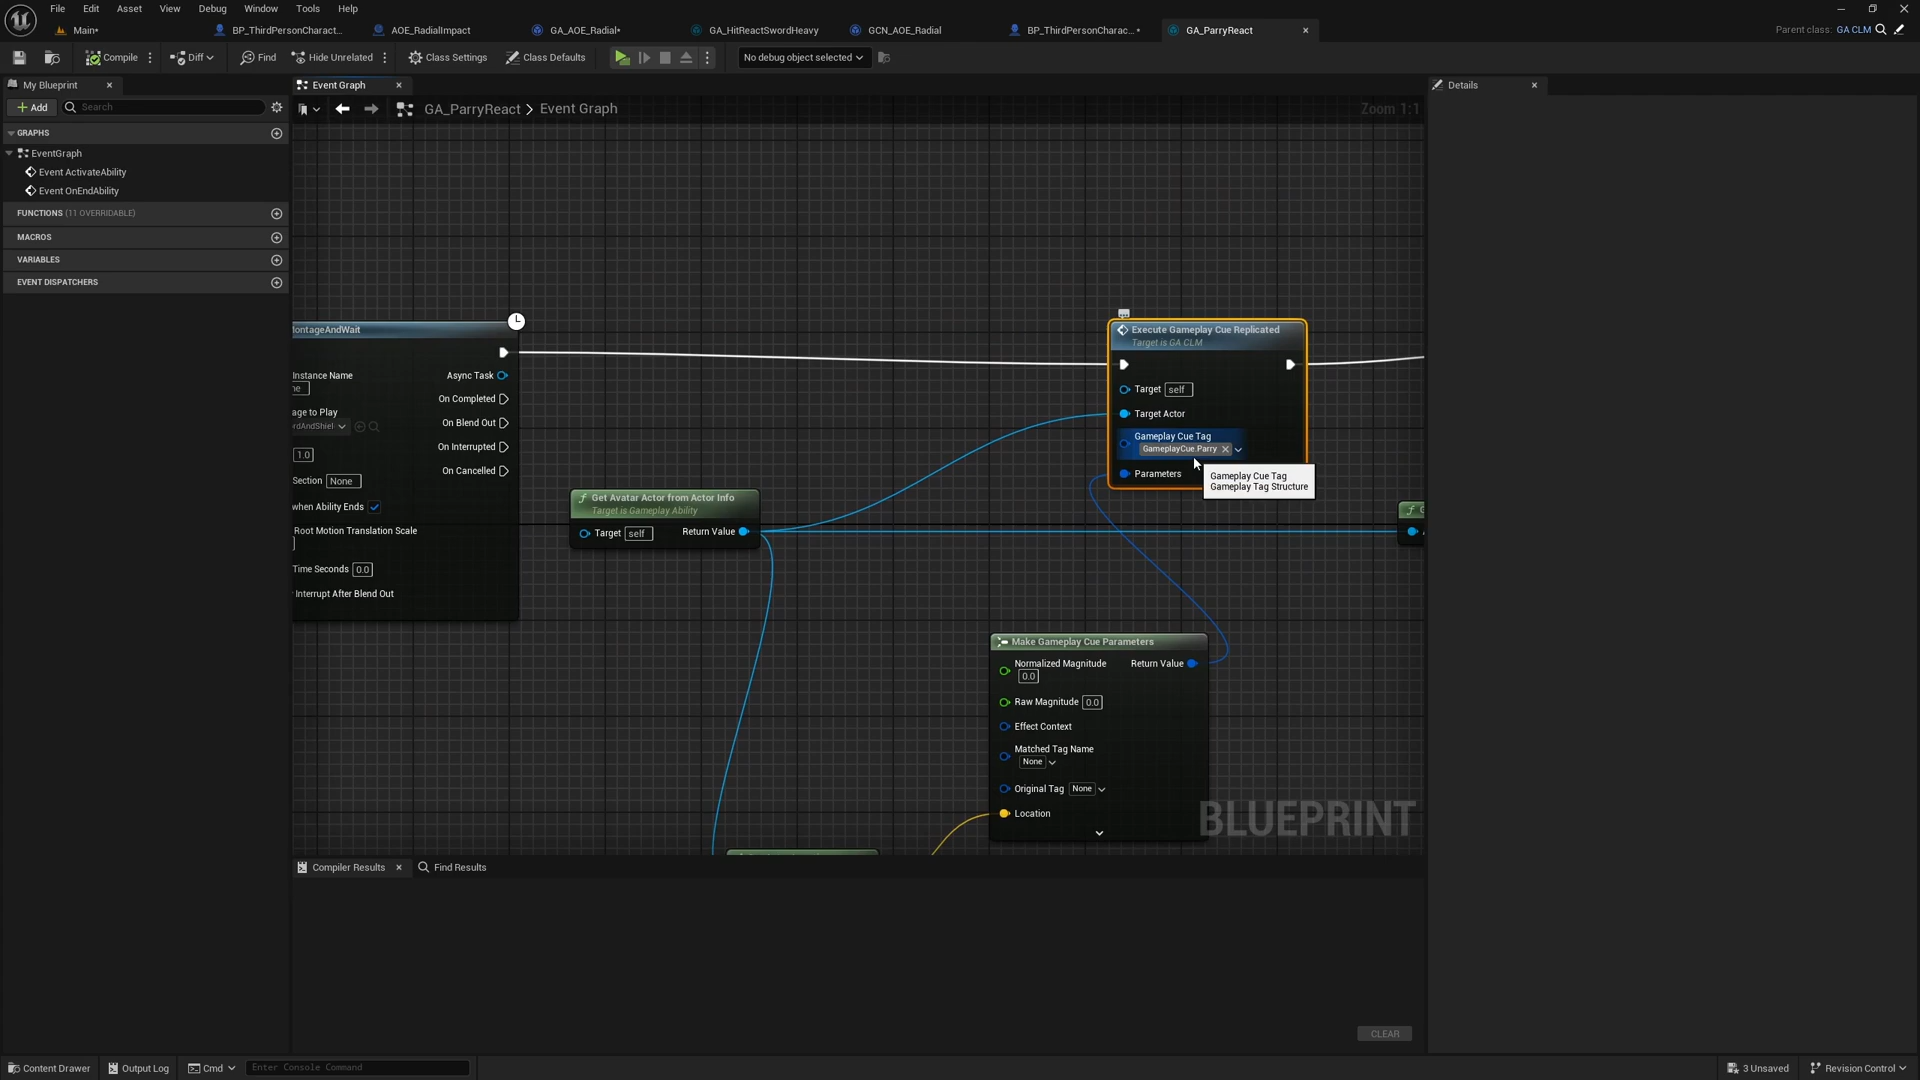 File Edit Asset View Debug Window Tools Help
Main•
BP_ThirdPersonCharact...
AOE_RadialImpact
GA_AOE_Radial•
GA_HitReactSwordHeavy
GCN_AOE_Radial
BP_ThirdPersonCharac...•
GA_ParryReact
Parent class: GA CLM
Compile
Diff
Find
Hide Unrelated
Class Settings
Class Defaults
No debug object selected
My Blueprint
Event Graph
Details
Add
Search
GA_ParryReact > Event Graph
Zoom 1:1
GRAPHS
EventGraph
Event ActivateAbility
Event OnEndAbility
FUNCTIONS (11 OVERRIDABLE)
MACROS
VARIABLES
EVENT DISPATCHERS
MontageAndWait
Instance Name
ne
Async Task
On Completed
age to Play
rdAndShiel
On Blend Out
On Interrupted
1.0
On Cancelled
Section None
when Ability Ends
Root Motion Translation Scale
Time Seconds 0.0
Interrupt After Blend Out
Get Avatar Actor from Actor Info
Target is Gameplay Ability
Target self
Return Value
Execute Gameplay Cue Replicated
Target is GA CLM
Target self
Target Actor
Gameplay Cue Tag
GameplayCue.Parry
Parameters
Gameplay Cue Tag
Gameplay Tag Structure
Make Gameplay Cue Parameters
Normalized Magnitude
0.0
Return Value
Raw Magnitude 0.0
Effect Context
Matched Tag Name
None
Original Tag None
Location
BLUEPRINT
Compiler Results
Find Results
CLEAR
Content Drawer
Output Log
Cmd
Enter Console Command
3 Unsaved
Revision Control